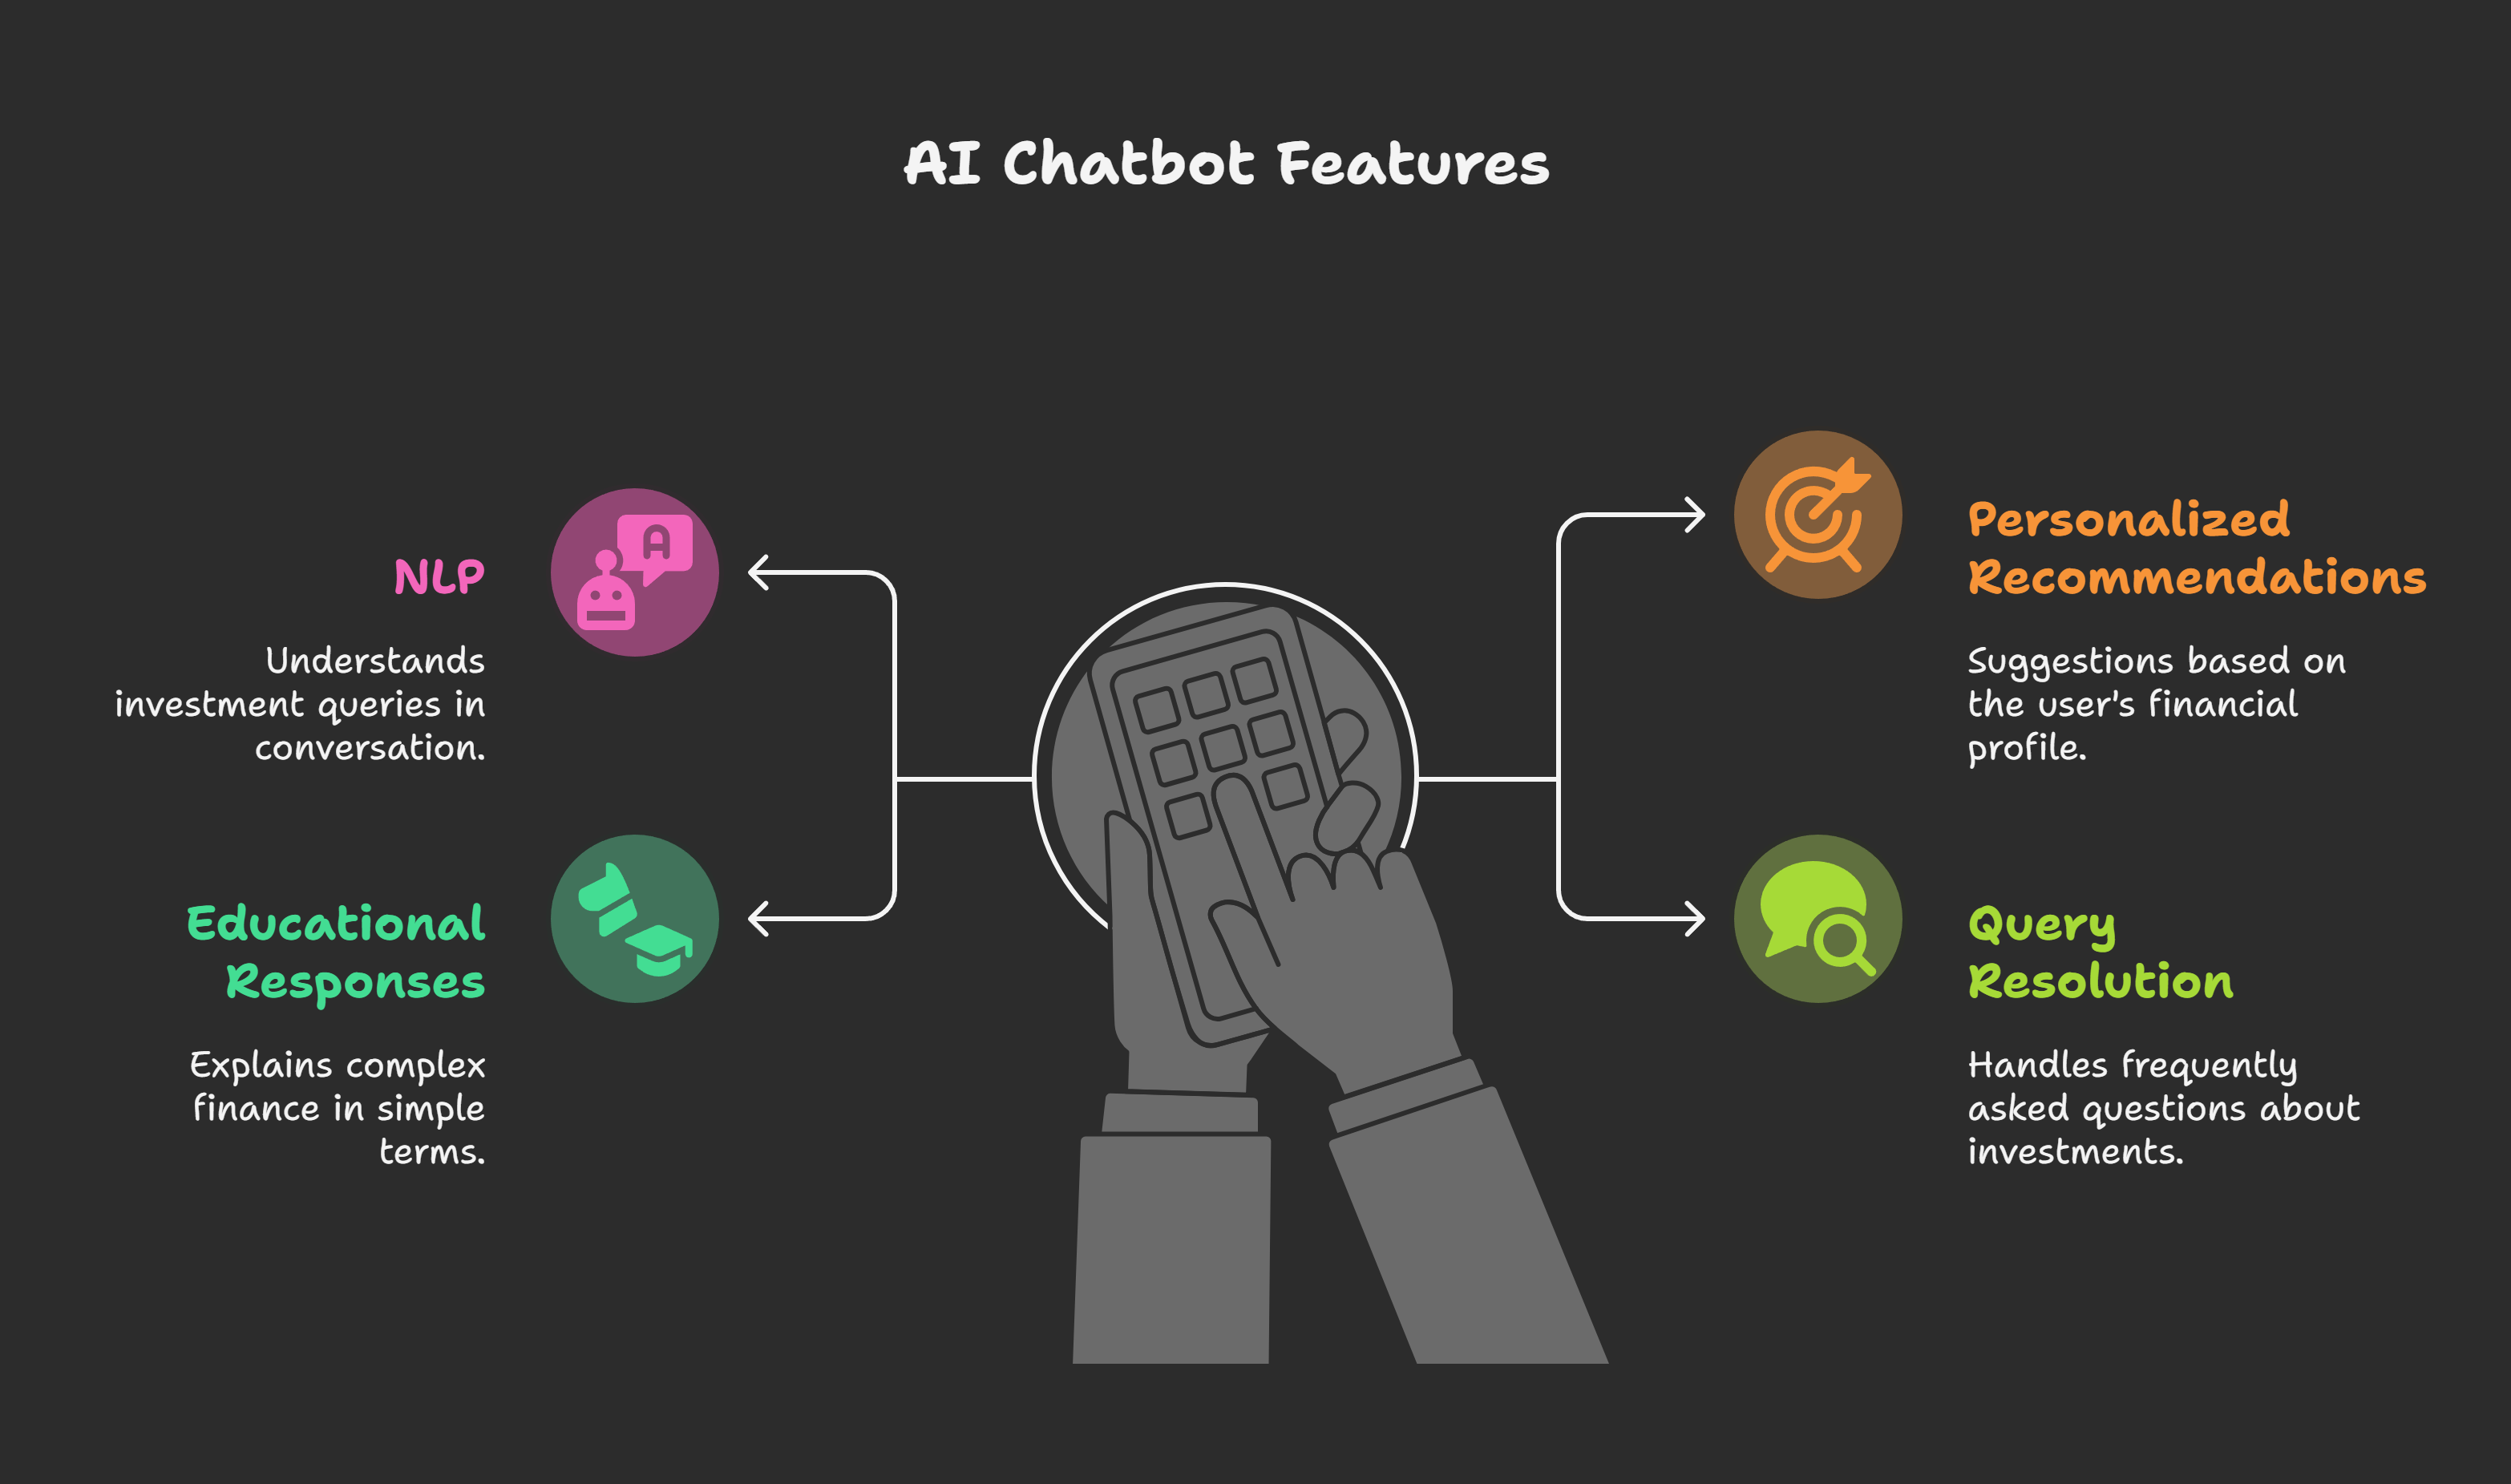 AI Chatbot Features
NLP
Understands
investment queries in
conversation.
Educational
Responses
Explains complex
finance in simple
terms.
Personalized
Recommendations
Suggestions based on
the user's financial
profile.
Query
Resolution
Handles frequently
asked questions about
investments.
A